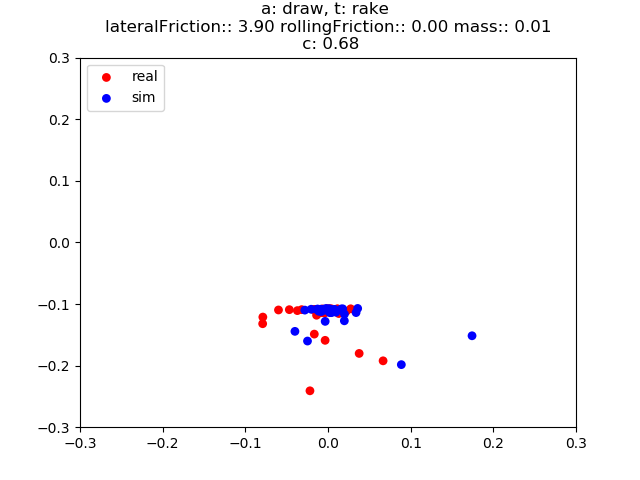 a: draw, t: rake
lateralFriction:: 3.90 rollingFriction:: 0.00 mass:: 0.01
c: 0.68
real
sim
0.3
0.2
0.1
0.0
−0.1
−0.2
−0.3
−0.3 −0.2 −0.1 0.0 0.1 0.2 0.3